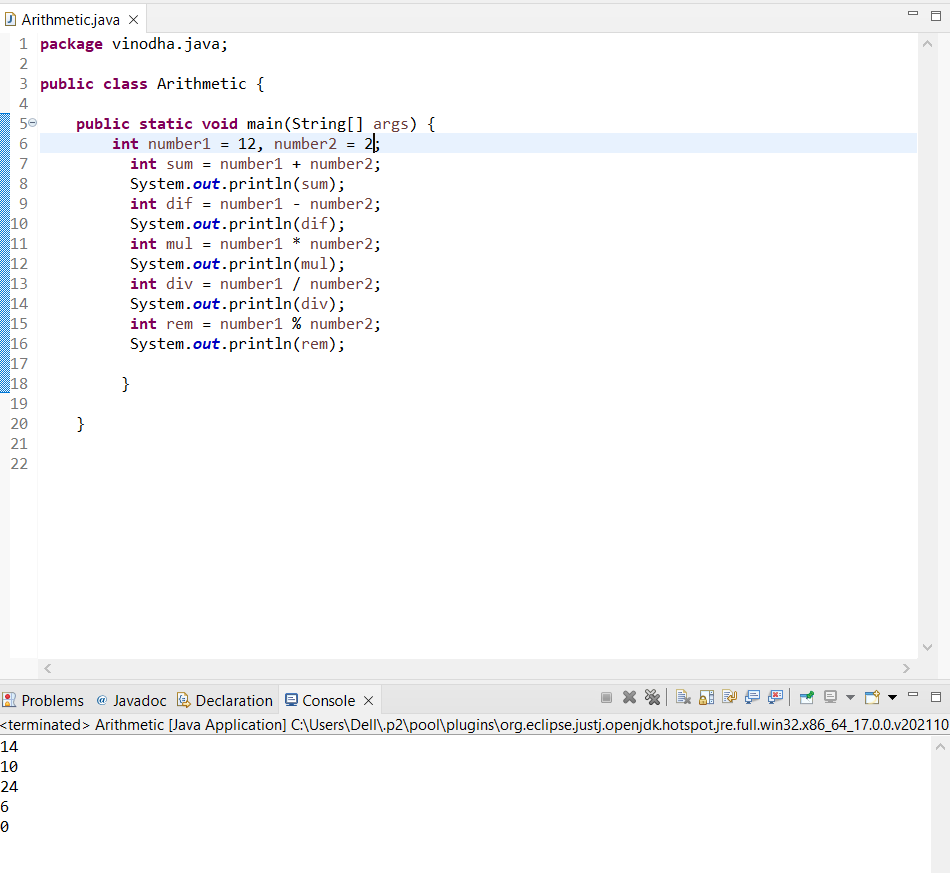 Arithmetic.java
1 package vinodha.java;
2
3 public class Arithmetic {
4
5 public static void main(String[] args) {
6 int number1 = 12, number2 = 2;
7 int sum = number1 + number2;
8 System.out.println(sum);
9 int dif = number1 - number2;
10 System.out.println(dif);
11 int mul = number1 * number2;
12 System.out.println(mul);
13 int div = number1 / number2;
14 System.out.println(div);
15 int rem = number1 % number2;
16 System.out.println(rem);
17
18 }
19
20 }
21
22
Problems @ Javadoc Declaration Console
<terminated> Arithmetic [Java Application] C:\Users\Dell\.p2\pool\plugins\org.eclipse.justj.openjdk.hotspot.jre.full.win32.x86_64_17.0.0.v202110
14
10
24
6
0